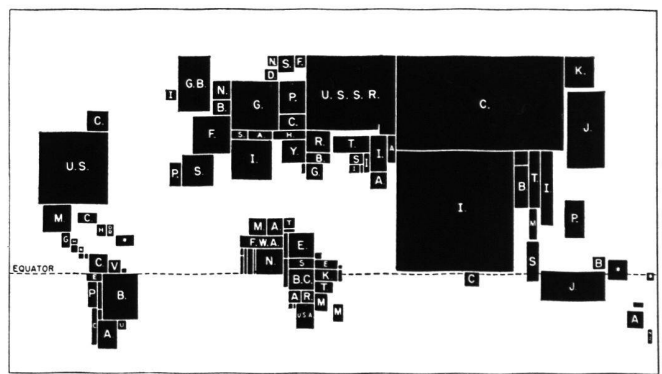 N. S. F.
D
G.B.
I
N.
B.
G.
P.
C.
U. S. S. R.
C.
K.
J.
C.
U.S.
F.
S. A H
I.
Y.
R.
B
G
T.
S
I
I.
A
A
P.
S.
I.
B
T.
I
M
P.
S
M
C
H
G
C
V
M A T
F.W.A.
N.
E.
S E
B.C.
K
T
A R.
M
U S A
M
EQUATOR
E
P
B.
C
A
U.
C
B
J.
A